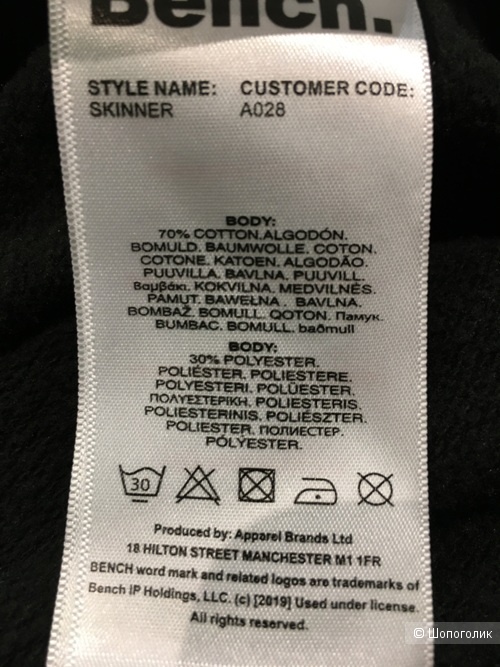 Bench.
STYLE NAME: CUSTOMER CODE:
SKINNER A028
BODY:
70% COTTON.ALGODÓN.
BOMULD. BAUMWOLLE. COTON.
COTONE. KATOEN. ALGODÃO.
PUUVILLA. BAVLNA. PUUVILL.
Βαμβάκι. KOKVILNA. MEDVILNĖS.
PAMUT. BAWEŁNA . BAVLNA.
BOMBAŽ. BOMULL. QOTON. Памук.
BUMBAC. BOMULL. baðmull
BODY:
30% POLYESTER.
POLIÉSTER. POLIESTERE.
POLYESTERI. POLÜESTER.
ΠΟΛΥΕΣΤΕΡΙΚΗ. POLIESTERIS.
POLIESTERINIS. POLIÉSZTER.
POLIESTER. ПОЛИЕСТЕР.
PÓLÝESTER.
30
Produced by: Apparel Brands Ltd
18 HILTON STREET MANCHESTER M1 1FR
BENCH word mark and related logos are trademarks of
Bench IP Holdings, LLC. (c) [2019] Used under license.
All rights reserved.
© Шопоголик